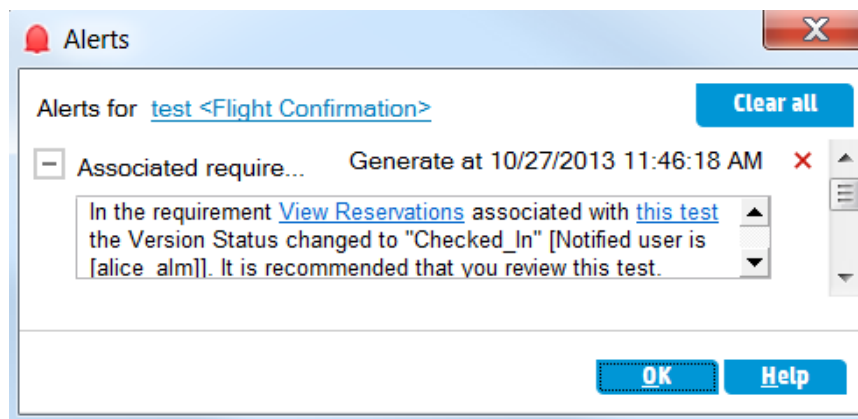 Alerts
Alerts for test <Flight Confirmation>
Clear all
Associated require... Generate at 10/27/2013 11:46:18 AM
In the requirement View Reservations associated with this test
the Version Status changed to "Checked_In" [Notified user is
[alice_alm]]. It is recommended that you review this test.
OK Help